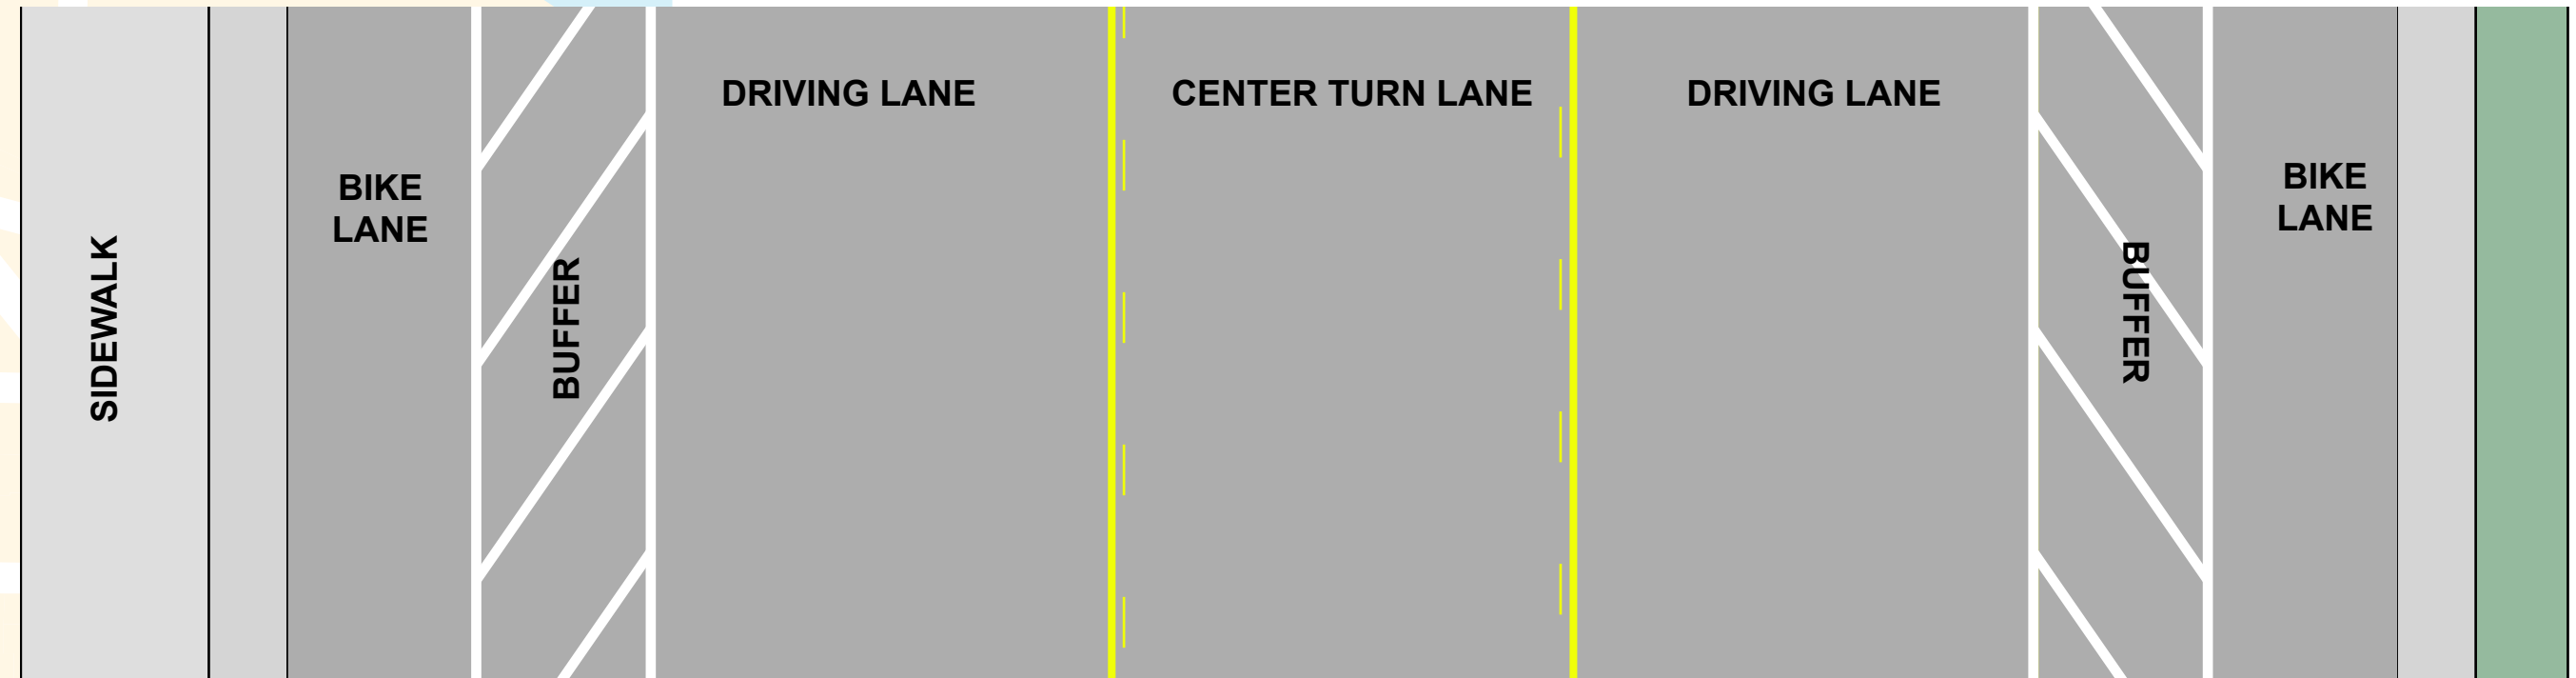 SIDEWALK
BIKE
LANE
BUFFER
DRIVING LANE
CENTER TURN LANE
DRIVING LANE
BUFFER
BIKE
LANE